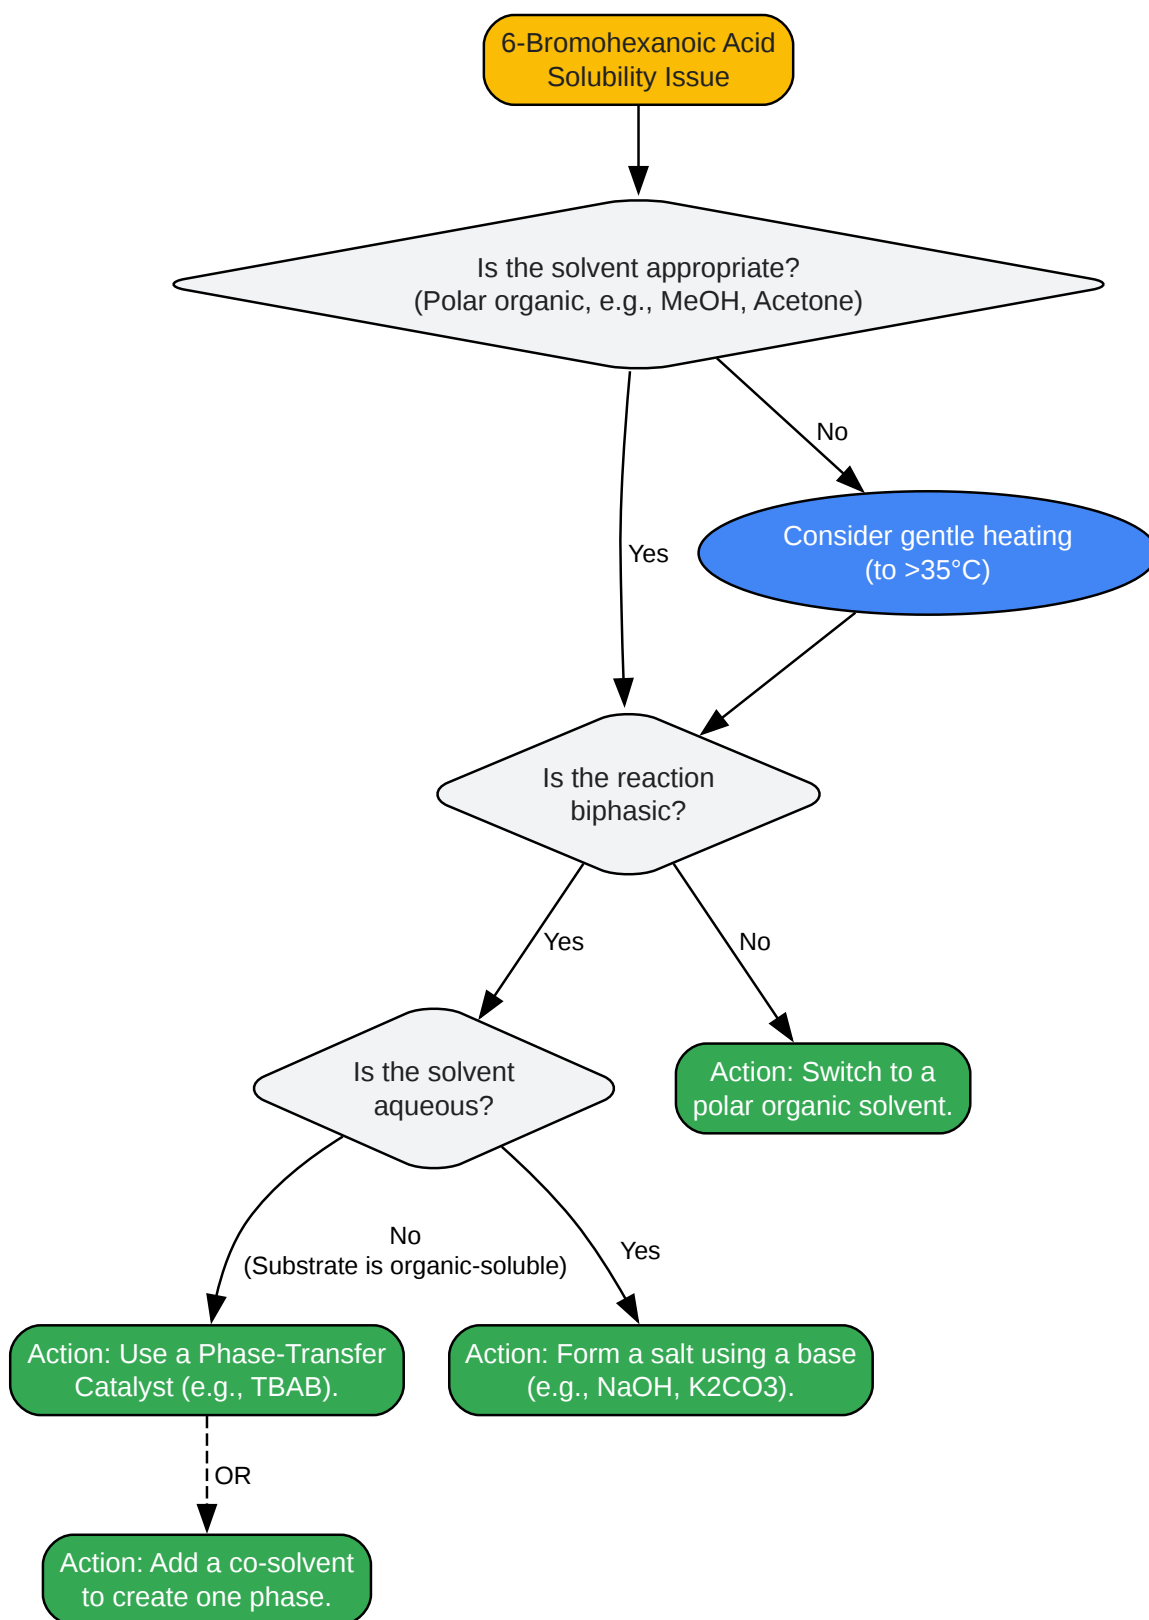 6-Bromohexanoic Acid
Solubility Issue
Is the solvent appropriate?
(Polar organic, e.g., MeOH, Acetone)
No
Yes
Consider gentle heating
(to >35°C)
Is the reaction
biphasic?
Yes
No
Is the solvent
aqueous?
Action: Switch to a
polar organic solvent.
No
(Substrate is organic-soluble)
Yes
Action: Use a Phase-Transfer
Catalyst (e.g., TBAB).
Action: Form a salt using a base
(e.g., NaOH, K2CO3).
OR
Action: Add a co-solvent
to create one phase.